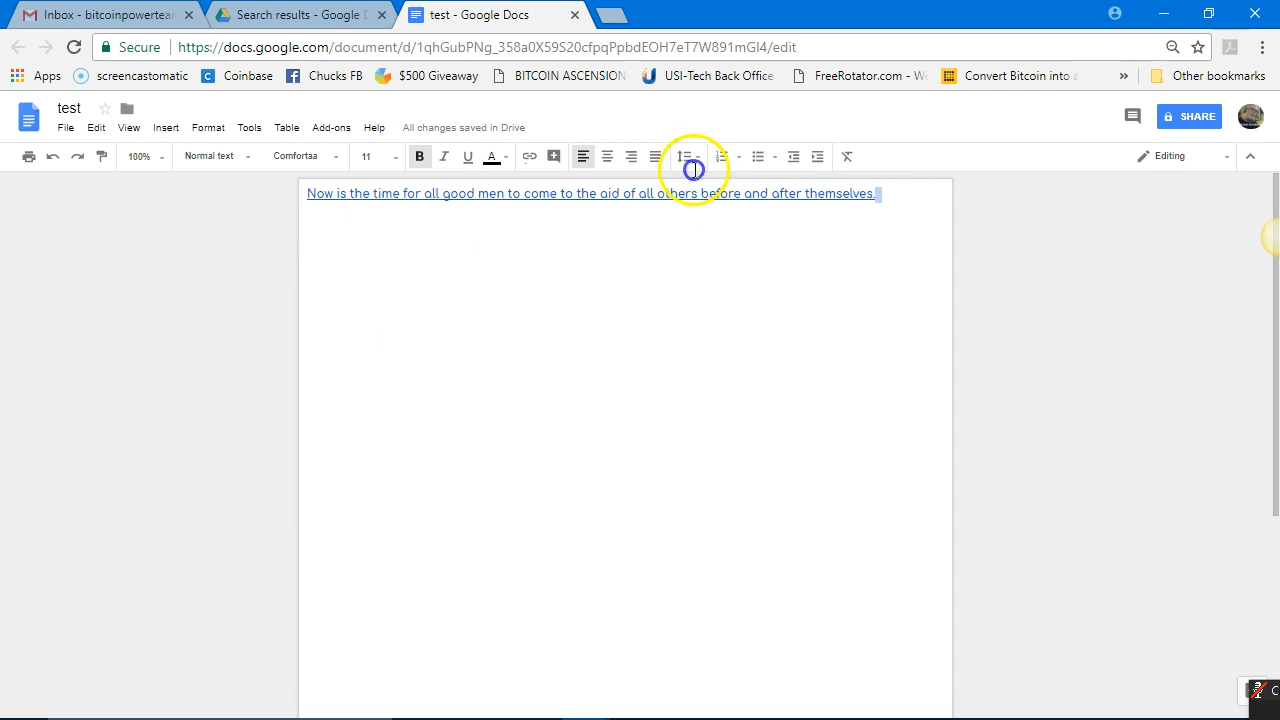 Inbox - bitcoinpowertear
Search results - Google D
test - Google Docs
Secure https://docs.google.com/document/d/1qhGubPNg_358a0X59S20cfpqPpbdEOH7eT7W891mGI4/edit
Apps screencastomatic Coinbase Chucks FB $500 Giveaway BITCOIN ASCENSION USI-Tech Back Office FreeRotator.com - We Convert Bitcoin into a » Other bookmarks
test
File Edit View Insert Format Tools Table Add-ons Help All changes saved in Drive
SHARE
100% Normal text Comfortaa 11 B I U A Editing
Now is the time for all good men to come to the aid of all others before and after themselves.